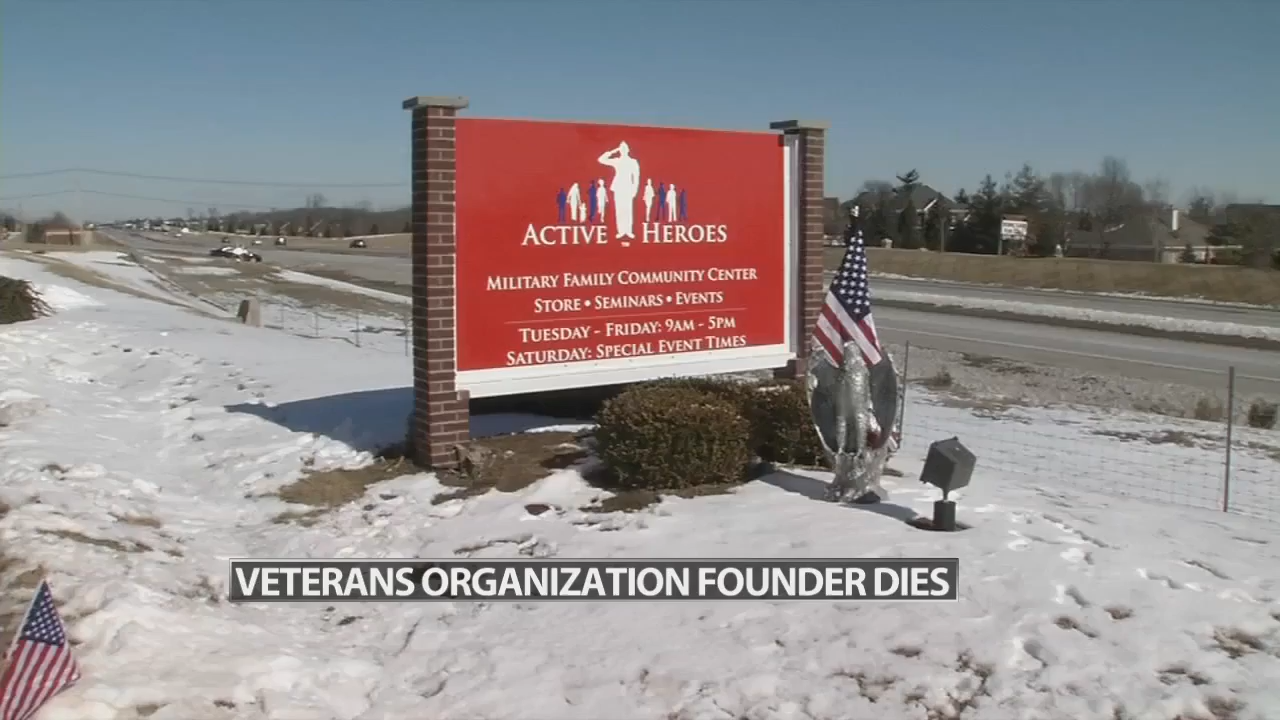 ACTIVE HEROES
TM
MILITARY FAMILY COMMUNITY CENTER
STORE • SEMINARS • EVENTS
TUESDAY - FRIDAY: 9AM - 5PM
SATURDAY: SPECIAL EVENT TIMES
VETERANS ORGANIZATION FOUNDER DIES